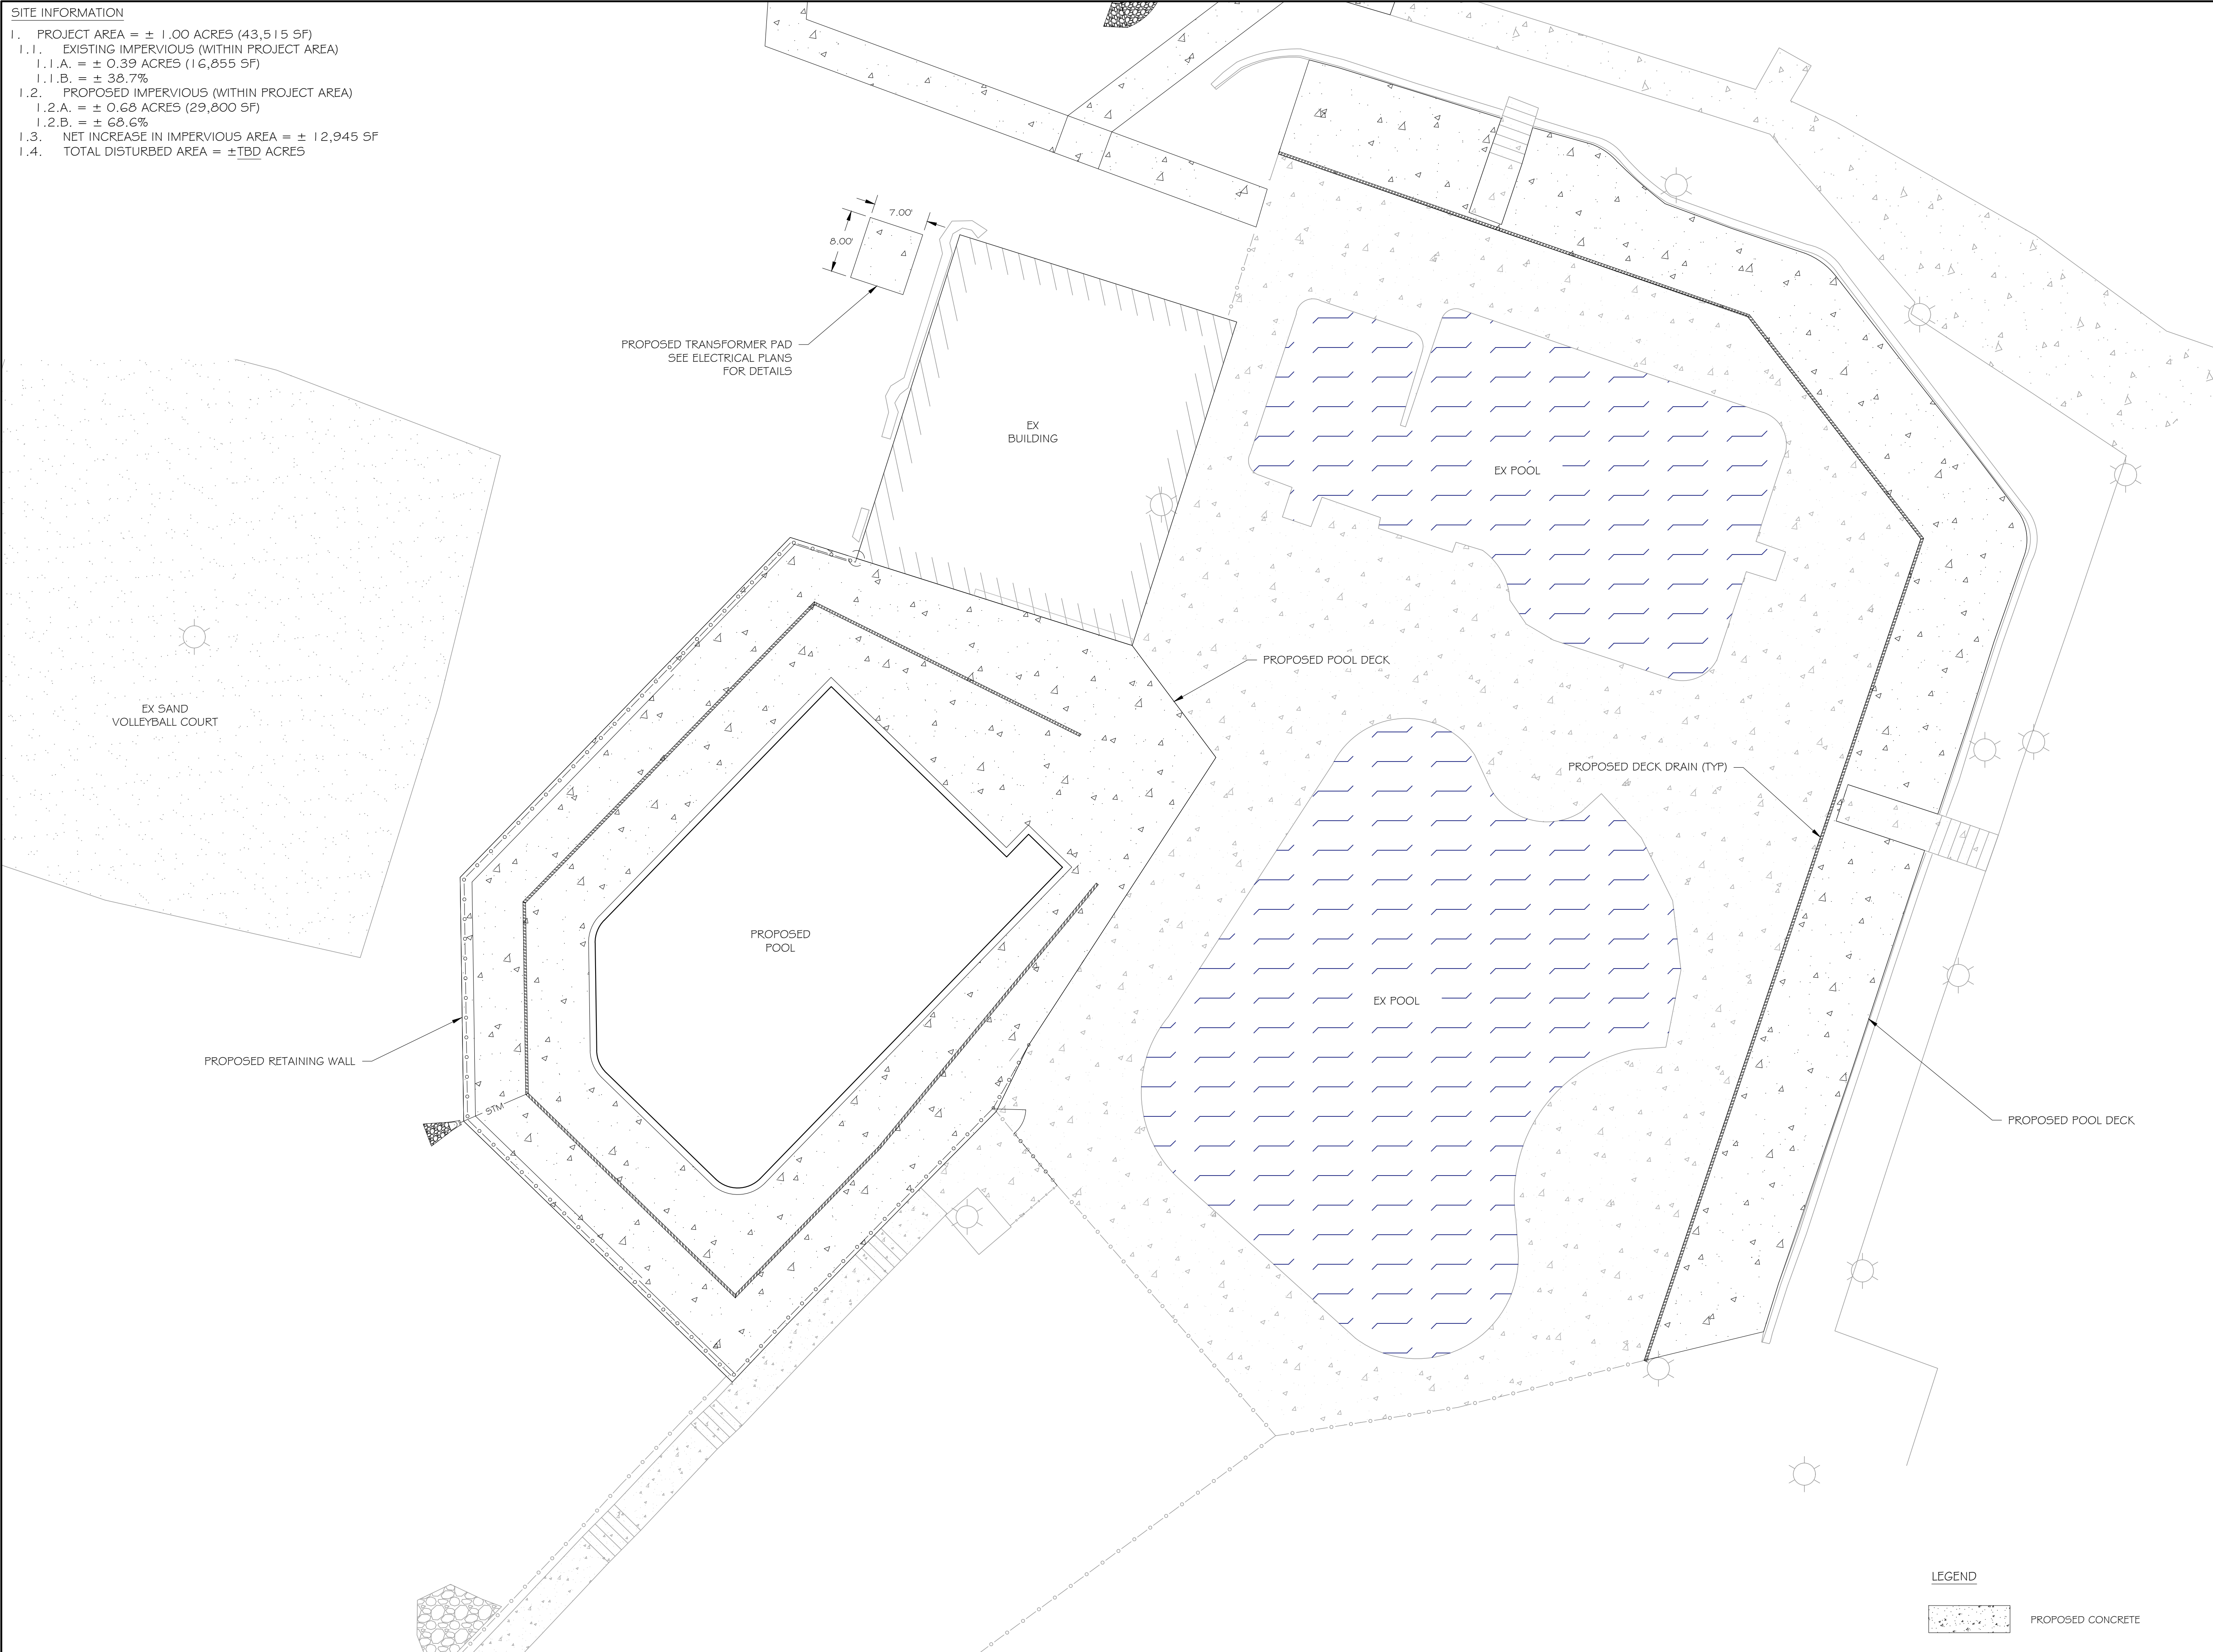 SITE INFORMATION
1. PROJECT AREA = ± 1.00 ACRES (43,515 SF)
1.1. EXISTING IMPERVIOUS (WITHIN PROJECT AREA)
1.1.A. = ± 0.39 ACRES (16,855 SF)
1.1.B. = ± 38.7%
1.2. PROPOSED IMPERVIOUS (WITHIN PROJECT AREA)
1.2.A. = ± 0.68 ACRES (29,800 SF)
1.2.B. = ± 68.6%
1.3. NET INCREASE IN IMPERVIOUS AREA = ± 12,945 SF
1.4. TOTAL DISTURBED AREA = ±TBD ACRES
7.00'
8.00'
PROPOSED TRANSFORMER PAD
SEE ELECTRICAL PLANS
FOR DETAILS
EX
BUILDING
EX POOL
PROPOSED POOL DECK
EX SAND
VOLLEYBALL COURT
PROPOSED DECK DRAIN (TYP)
PROPOSED
POOL
EX POOL
PROPOSED RETAINING WALL
STM
PROPOSED POOL DECK
LEGEND
PROPOSED CONCRETE